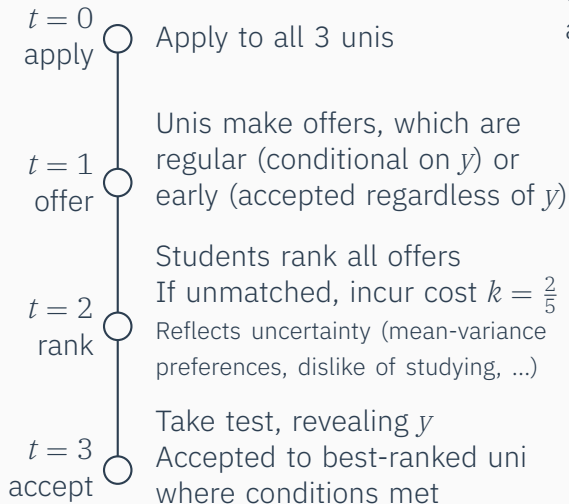 t = 0
apply
Apply to all 3 unis
t = 1
offer
Unis make offers, which are
regular (conditional on y) or
early (accepted regardless of y)
t = 2
rank
Students rank all offers
If unmatched, incur cost k = 2/5
Reflects uncertainty (mean-variance
preferences, dislike of studying, ...)
t = 3
accept
Take test, revealing y
Accepted to best-ranked uni
where conditions met